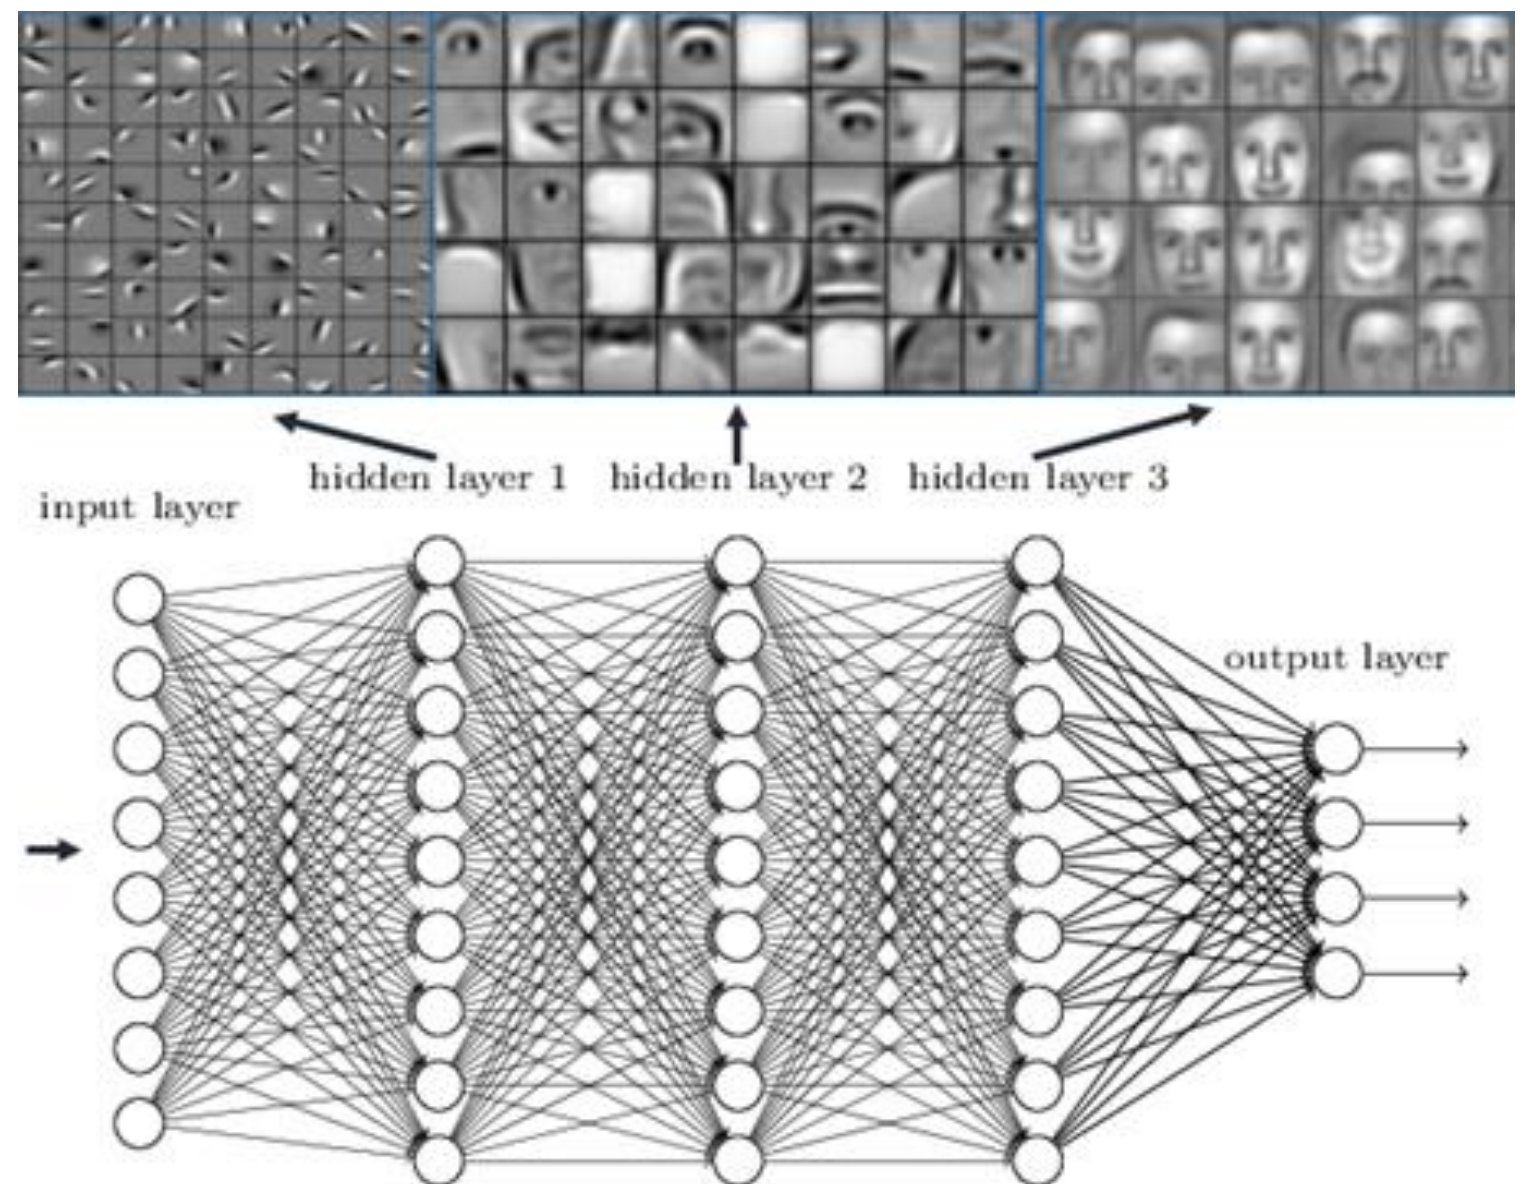 hidden layer 1
hidden layer 2
hidden layer 3
input layer
output layer